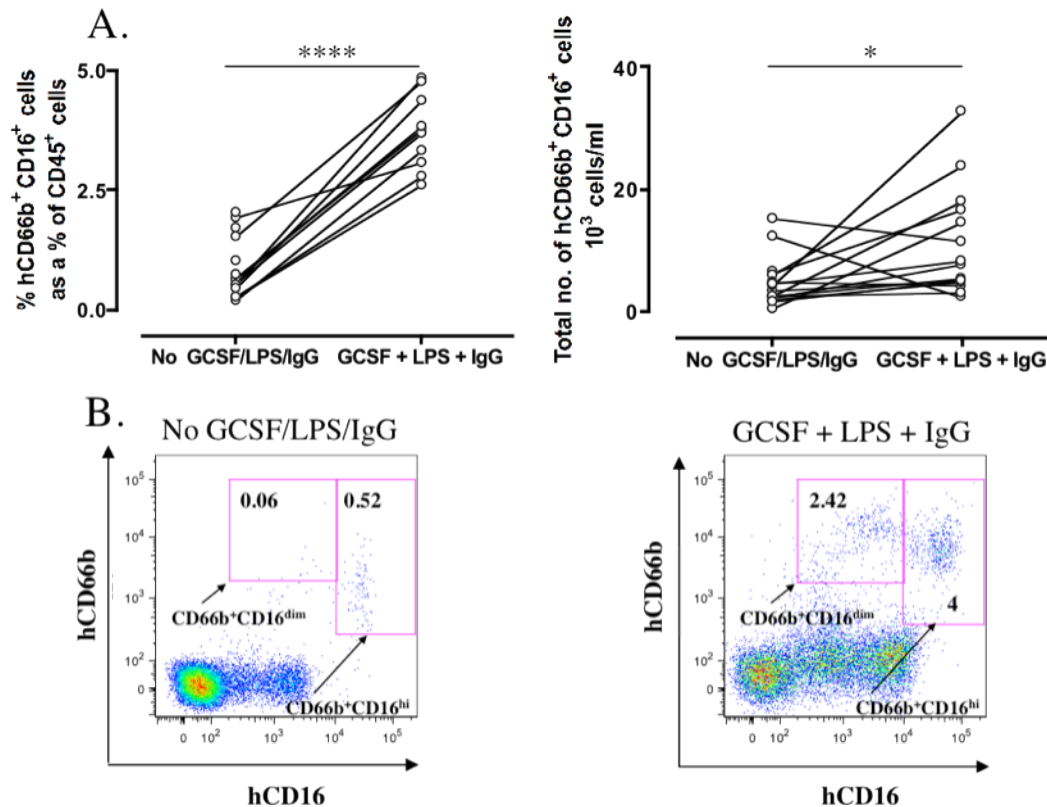 A.
****
5.0
2.5
0.0
% hCD66b⁺ CD16⁺ cells
as a % of CD45⁺ cells
No GCSF/LPS/IgG GCSF + LPS + IgG
*
40
20
0
Total no. of hCD66b⁺ CD16⁺ cells
10³ cells/ml
No GCSF/LPS/IgG GCSF + LPS + IgG
B.
No GCSF/LPS/IgG
10⁵
10⁴
10³
10²
0
hCD66b
0.06 0.52
CD66b⁺CD16ᵈⁱᵐ
CD66b⁺CD16ʰⁱ
0 10² 10³ 10⁴ 10⁵
hCD16
GCSF + LPS + IgG
10⁵
10⁴
10³
10²
0
hCD66b
2.42
4
CD66b⁺CD16ᵈⁱᵐ
CD66b⁺CD16ʰⁱ
0 10² 10³ 10⁴ 10⁵
hCD16